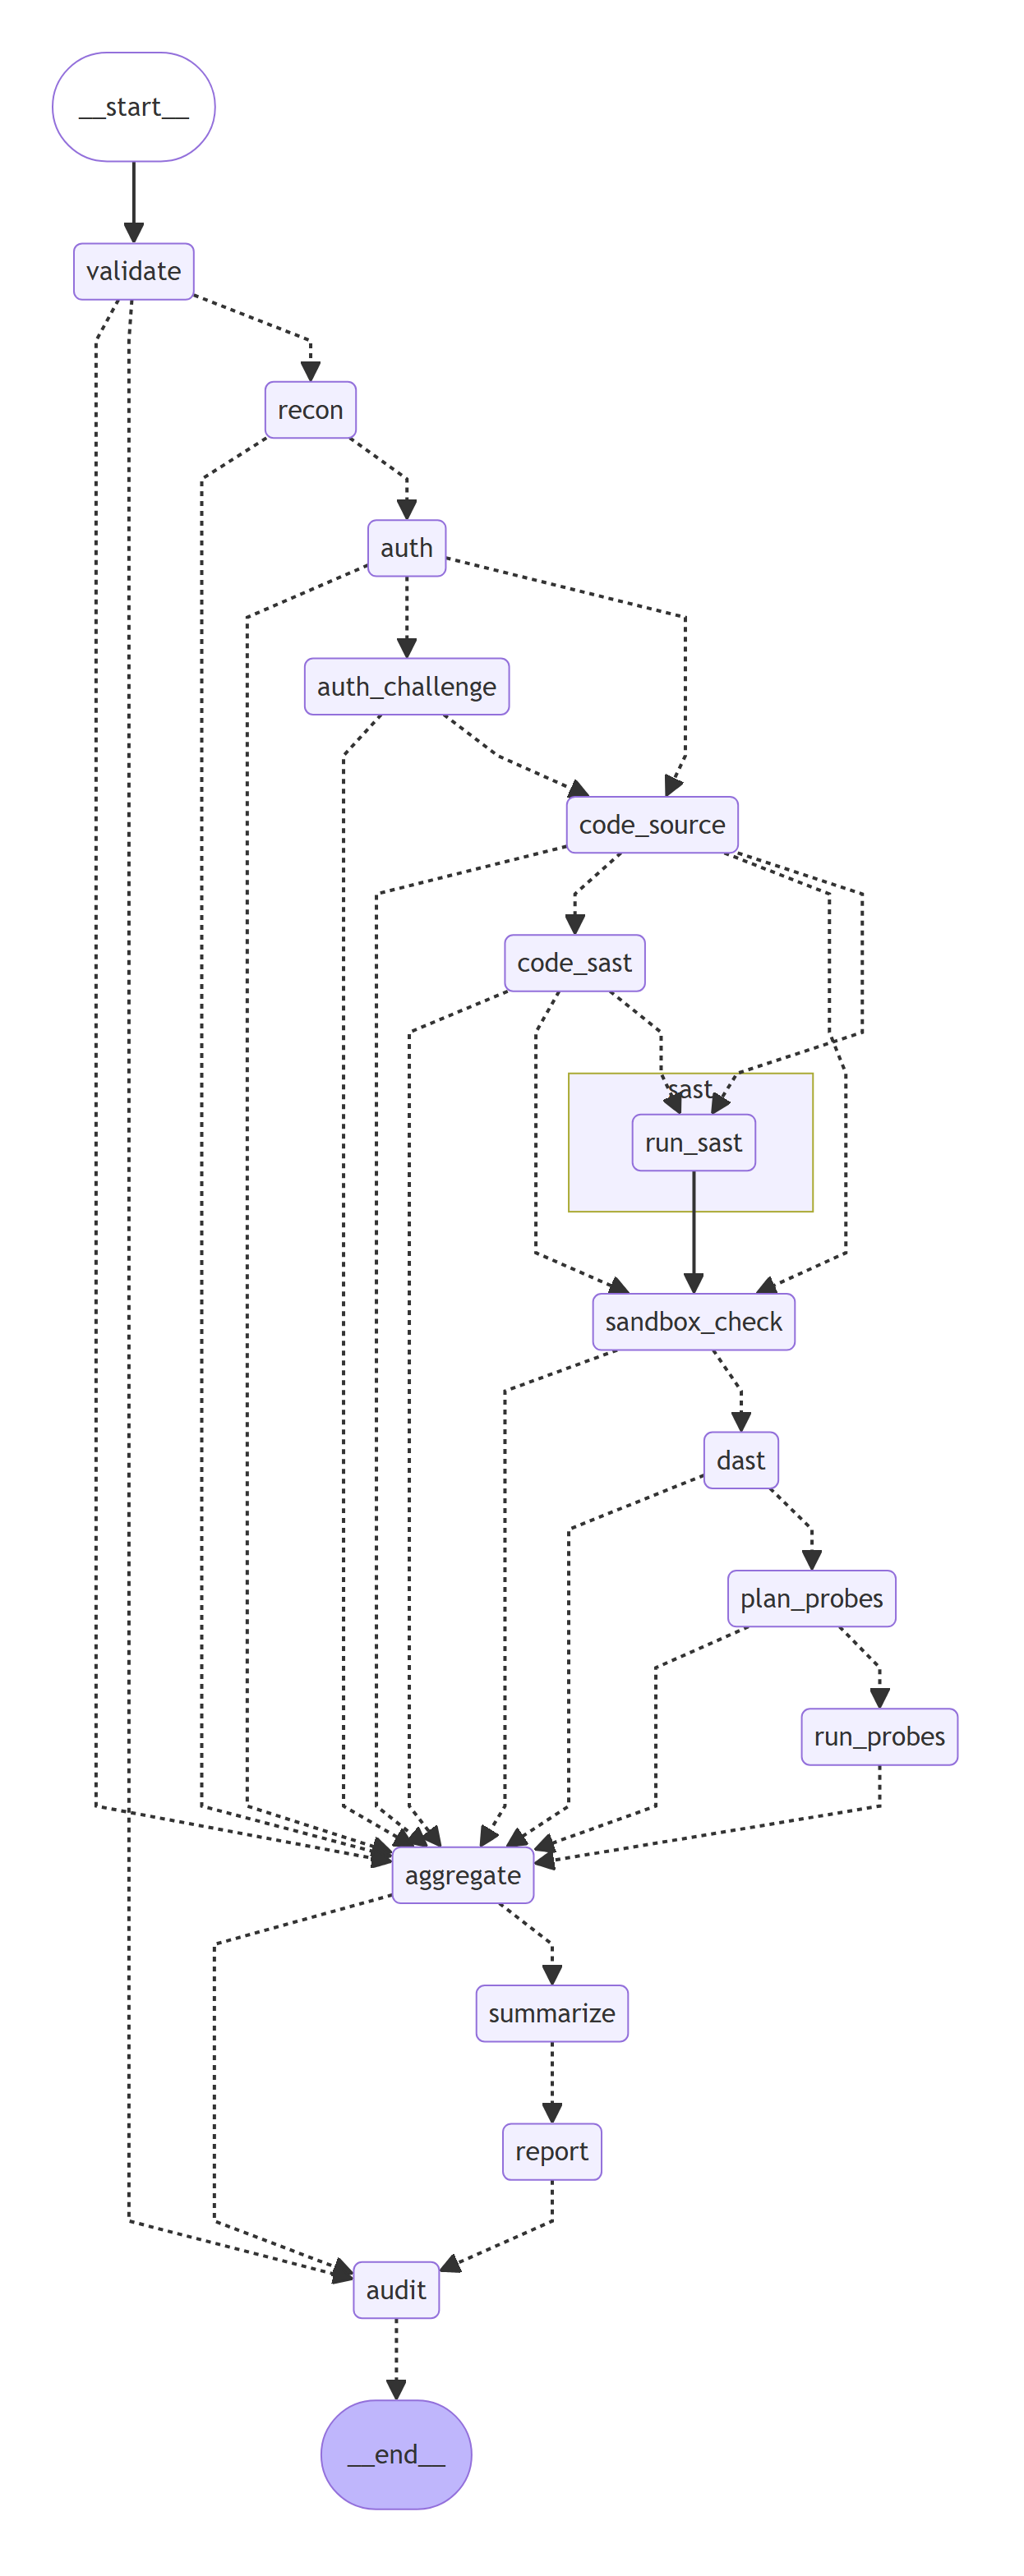 __start__
validate
recon
auth
auth_challenge
code_source
code_sast
sast
run_sast
sandbox_check
dast
plan_probes
run_probes
aggregate
summarize
report
audit
__end__